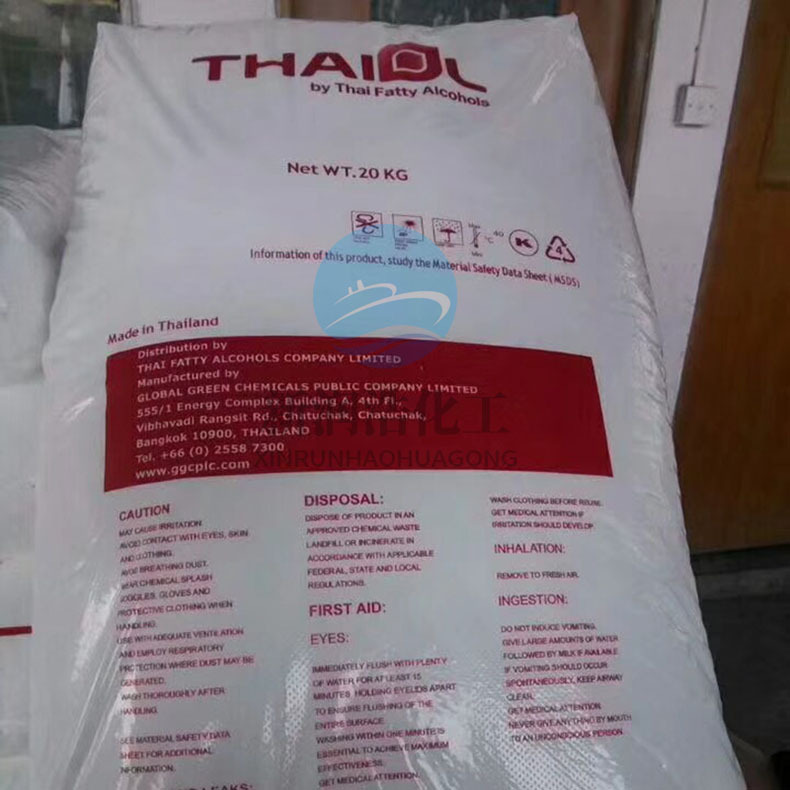 THAIOL
by Thai Fatty Alcohols
Net WT.20 KG
Max
40
°C
Min
K
4
Information of this product, study the Material Safety Data Sheet ( MSDS)
Made in Thailand
Distribution by
THAI FATTY ALCOHOLS COMPANY LIMITED
Manufactured by
GLOBAL GREEN CHEMICALS PUBLIC COMPANY LIMITED
555/1 Energy Complex Building A, 4th Fl.,
Vibhavadi Rangsit Rd., Chatuchak, Chatuchak,
Bangkok 10900, THAILAND
Tel. +66 (0) 2558 7300
www.ggcplc.com
化工
XINRUNHAOHUAGONG
CAUTION
MAY CAUSE IRRITATION.
AVOID CONTACT WITH EYES, SKIN
AND CLOTHING.
AVOID BREATHING DUST.
WEAR CHEMICAL SPLASH
GOGGLES, GLOVES AND
PROTECTIVE CLOTHING WHEN
HANDLING.
USE WITH ADEQUATE VENTILATION
AND EMPLOY RESPIRATORY
PROTECTION WHERE DUST MAY BE
GENERATED.
WASH THOROUGHLY AFTER
HANDLING.
SEE MATERIAL SAFETY DATA
SHEET FOR ADDITIONAL
INFORMATION.
LEAKS:
DISPOSAL:
DISPOSE OF PRODUCT IN AN
APPROVED CHEMICAL WASTE
LANDFILL OR INCINERATE IN
ACCORDANCE WITH APPLICABLE
FEDERAL, STATE AND LOCAL
REGULATIONS.
FIRST AID:
EYES:
IMMEDIATELY FLUSH WITH PLENTY
OF WATER FOR AT LEAST 15
MINUTES HOLDING EYELIDS APART
TO ENSURE FLUSHING OF THE
ENTIRE SURFACE.
WASHING WITHIN ONE MINUTE IS
ESSENTIAL TO ACHIEVE MAXIMUM
EFFECTIVENESS.
GET MEDICAL ATTENTION.
WASH CLOTHING BEFORE REUSE.
GET MEDICAL ATTENTION IF
IRRITATION SHOULD DEVELOP.
INHALATION:
REMOVE TO FRESH AIR.
INGESTION:
DO NOT INDUCE VOMITING.
GIVE LARGE AMOUNTS OF WATER
FOLLOWED BY MILK IF AVAILABLE
IF VOMITING SHOULD OCCUR
SPONTANEOUSLY, KEEP AIRWAY
CLEAR.
GET MEDICAL ATTENTION.
NEVER GIVE ANYTHING BY MOUTH
TO AN UNCONSCIOUS PERSON.